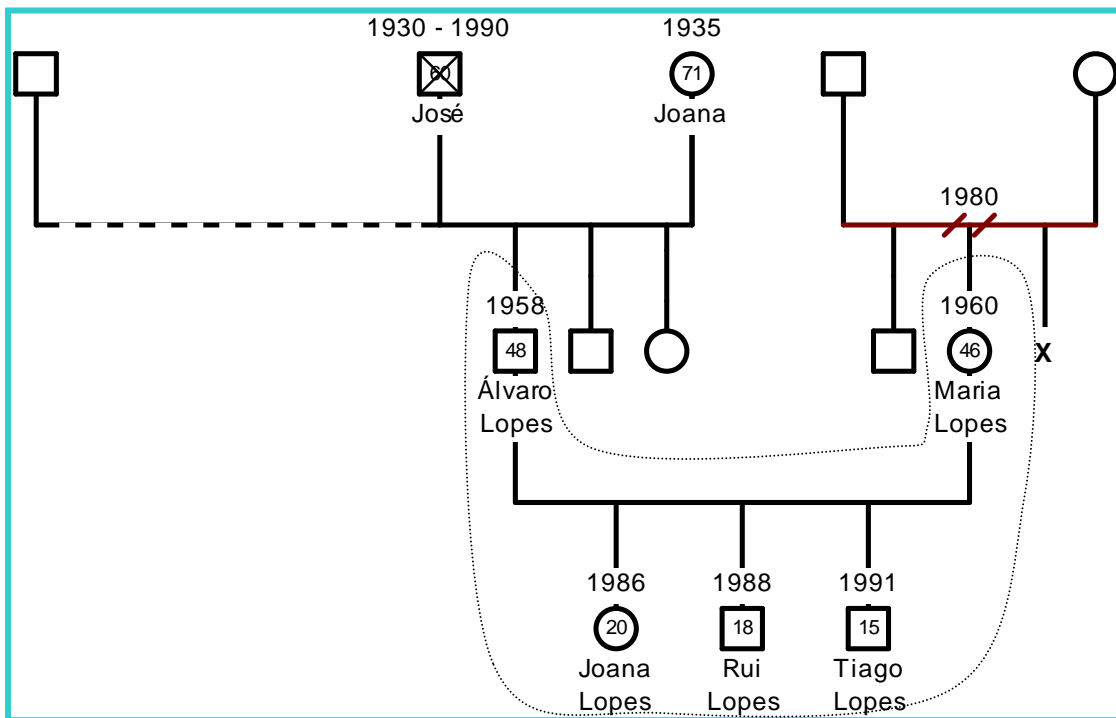 1930 - 1990
1935
60
71
José
Joana
1980
1958
1960
48
46
X
Álvaro
Lopes
Maria
Lopes
1986
1988
1991
20
18
15
Joana
Lopes
Rui
Lopes
Tiago
Lopes